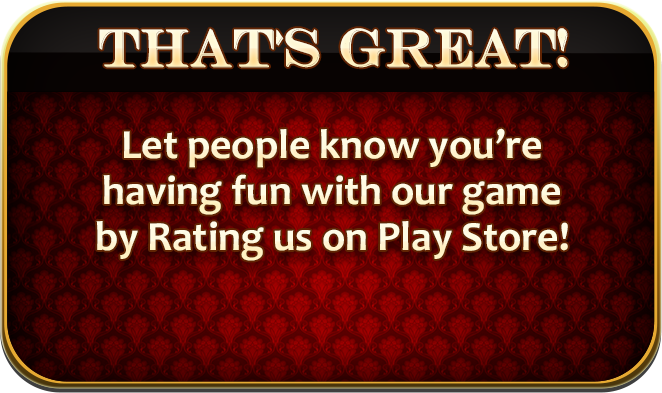 THAT'S GREAT!
Let people know you’re
having fun with our game
by Rating us on Play Store!